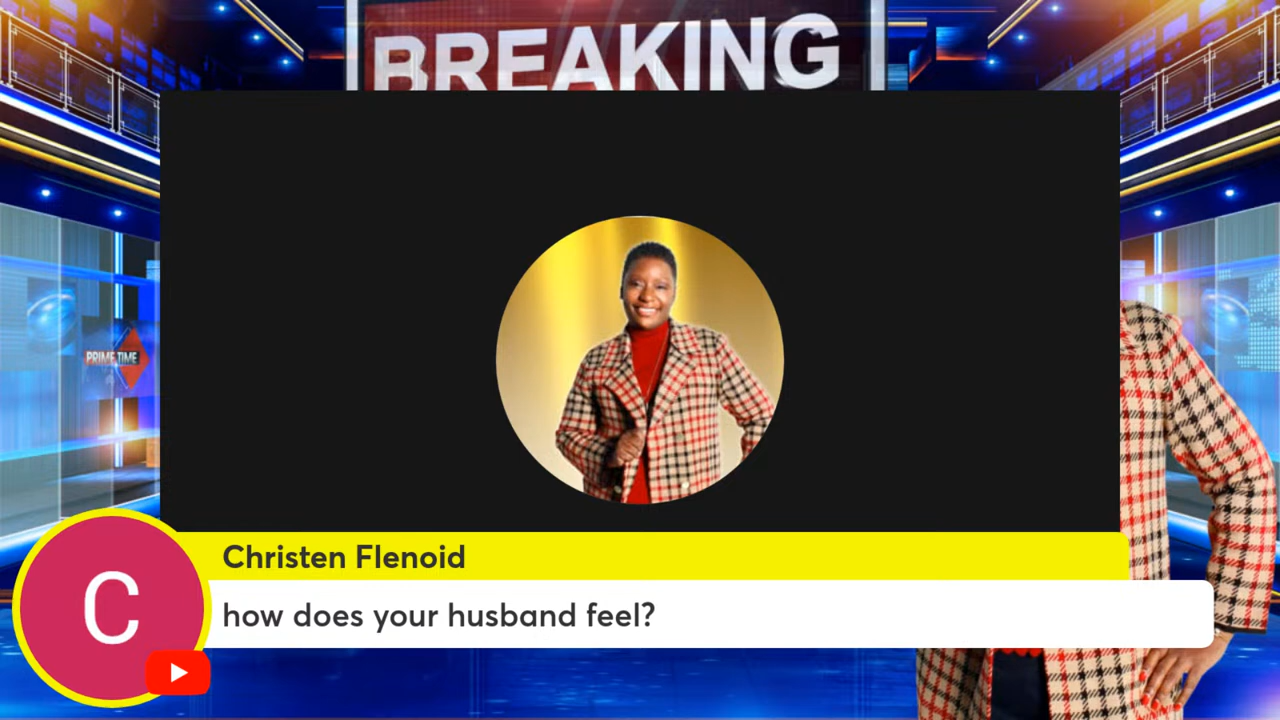 BREAKING
PRIME TIME
C
Christen Flenoid
how does your husband feel?